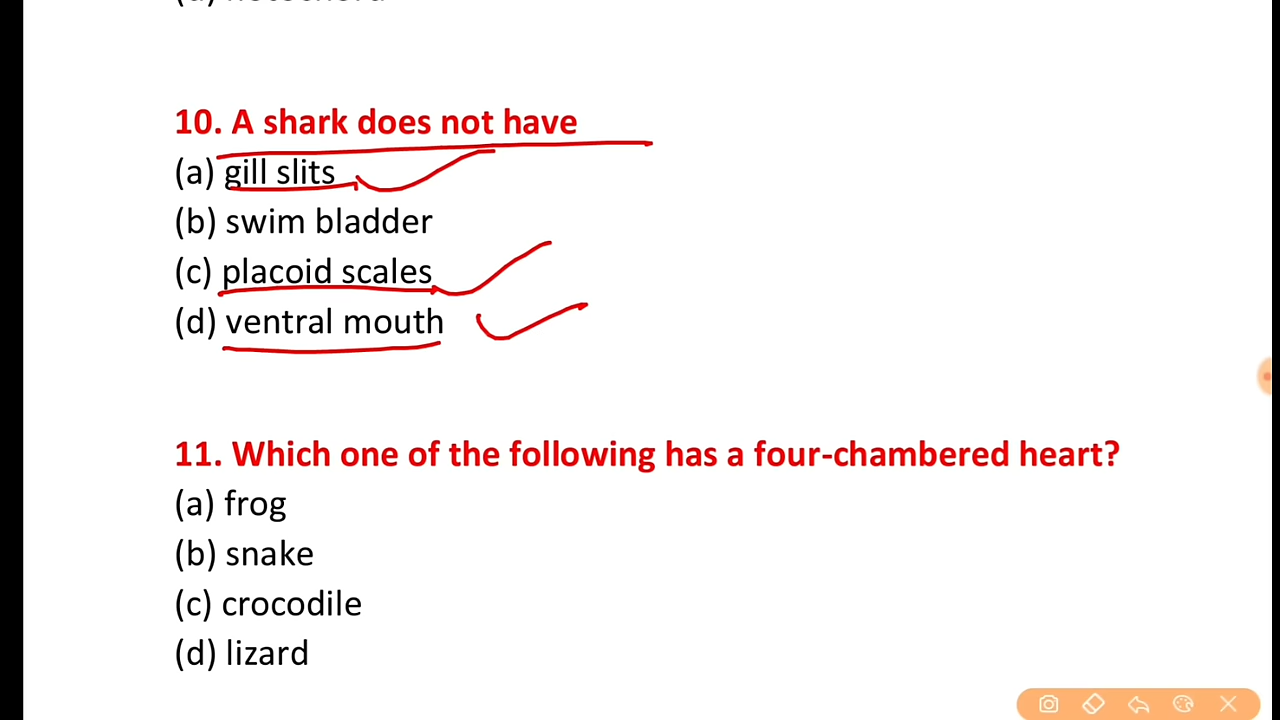 10. A shark does not have
(a) gill slits
(b) swim bladder
(c) placoid scales
(d) ventral mouth
11. Which one of the following has a four-chambered heart?
(a) frog
(b) snake
(c) crocodile
(d) lizard